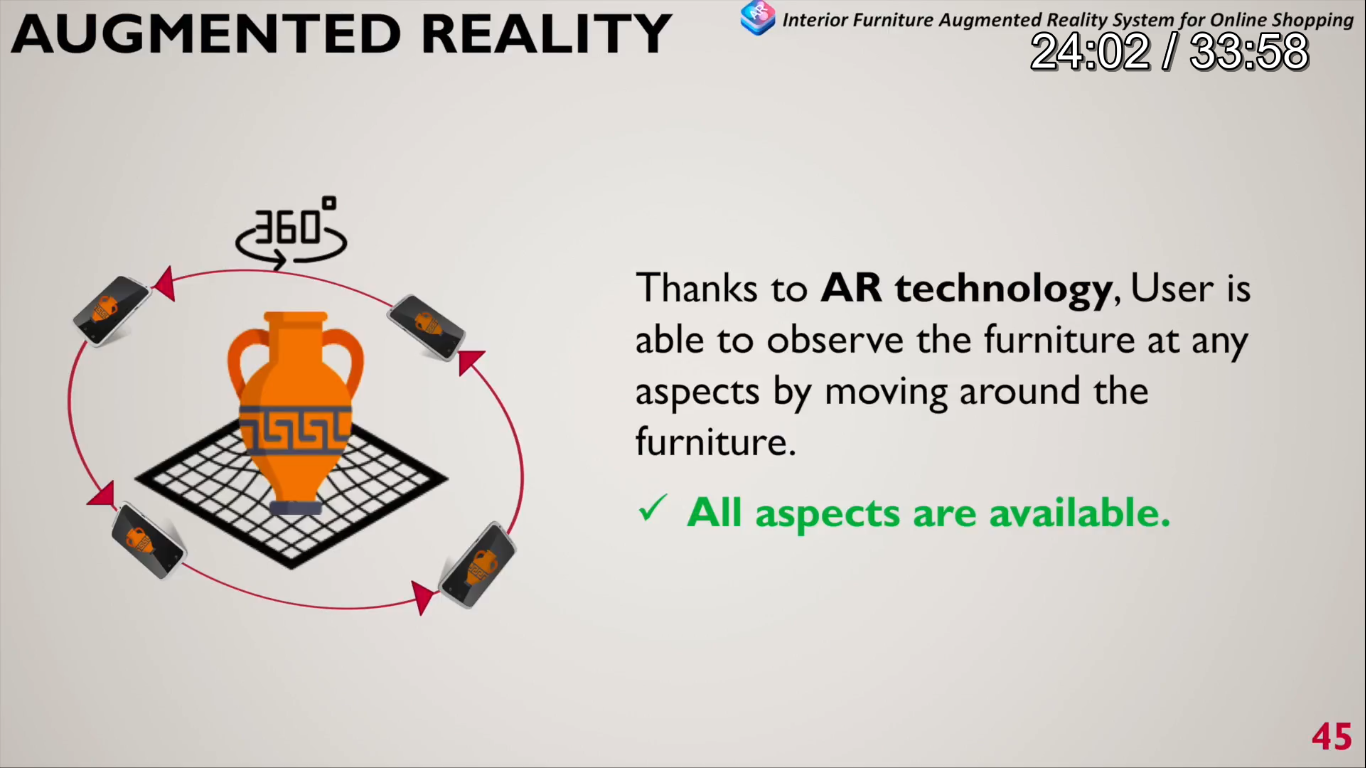 AUGMENTED REALITY
Interior Furniture Augmented Reality System for Online Shopping
24:02 / 33:58
360°
Thanks to AR technology, User is
able to observe the furniture at any
aspects by moving around the
furniture.
✓ All aspects are available.
45